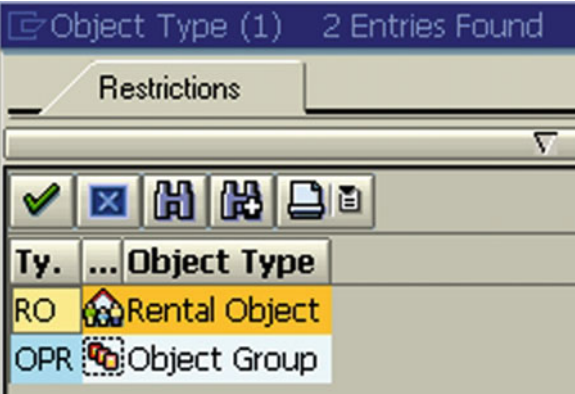 Object Type (1) 2 Entries Found
Restrictions
Ty. ... Object Type
RO Rental Object
OPR Object Group